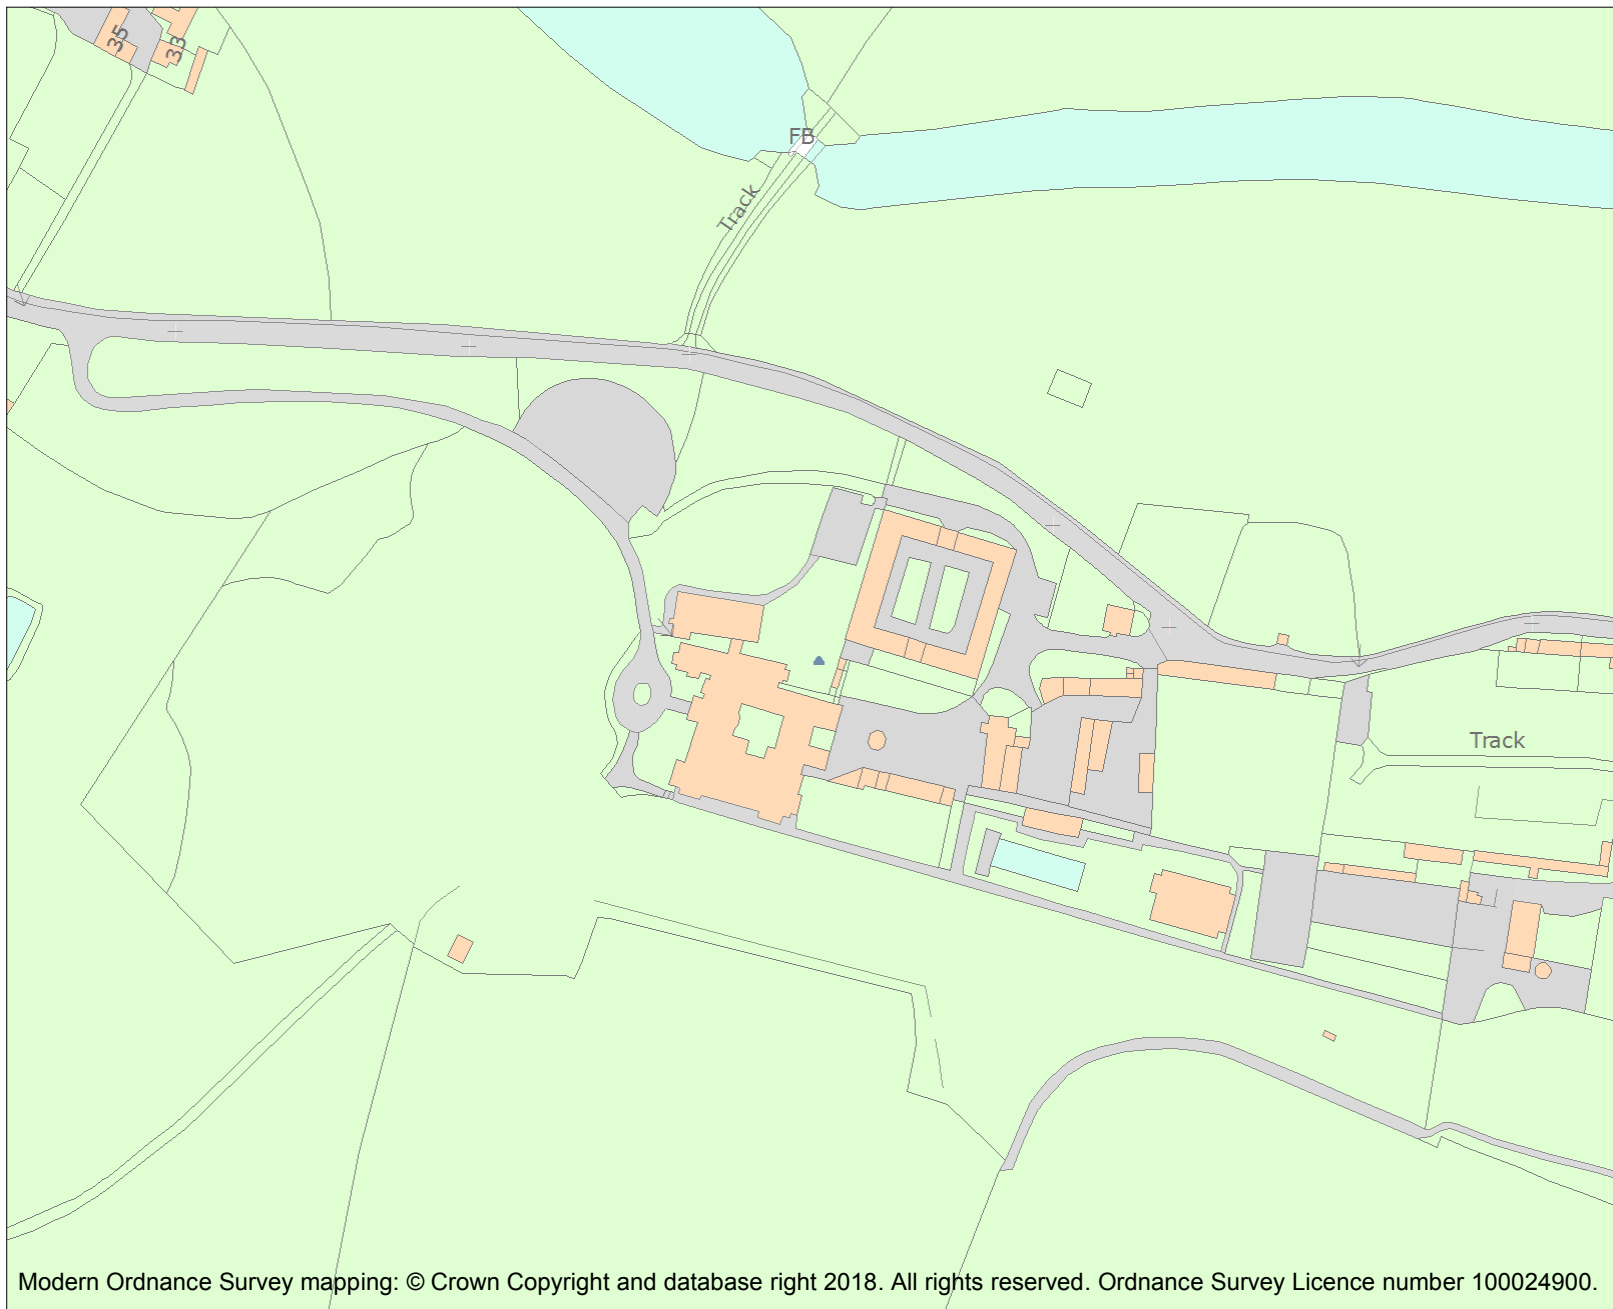 35
33
FB
Track
Track
Modern Ordnance Survey mapping: © Crown Copyright and database right 2018. All rights reserved. Ordnance Survey Licence number 100024900.